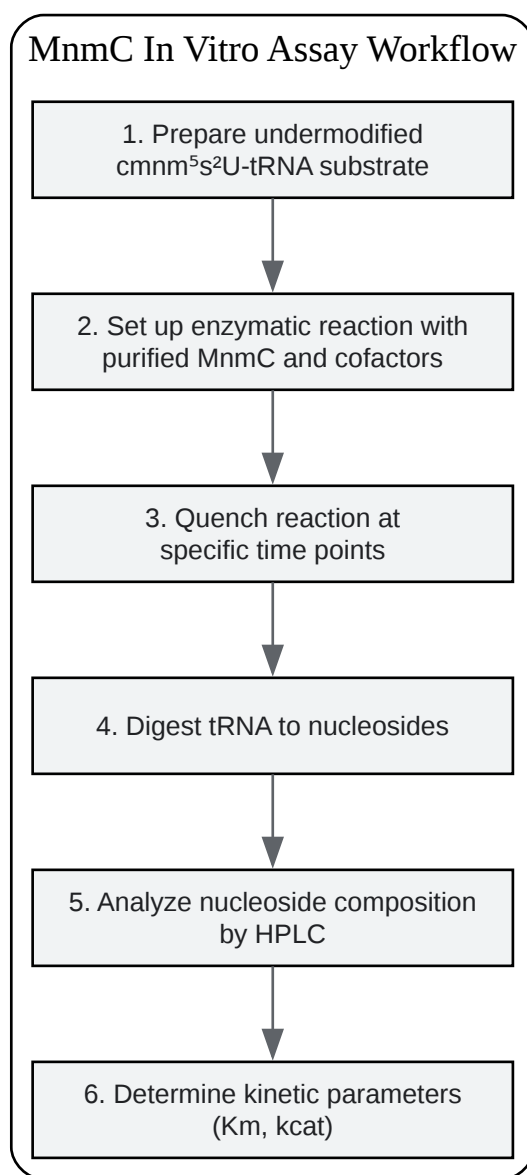 MnmC In Vitro Assay Workflow
1. Prepare undermodified
cmnm⁵s²U-tRNA substrate
2. Set up enzymatic reaction with
purified MnmC and cofactors
3. Quench reaction at
specific time points
4. Digest tRNA to nucleosides
5. Analyze nucleoside composition
by HPLC
6. Determine kinetic parameters
(Km, kcat)